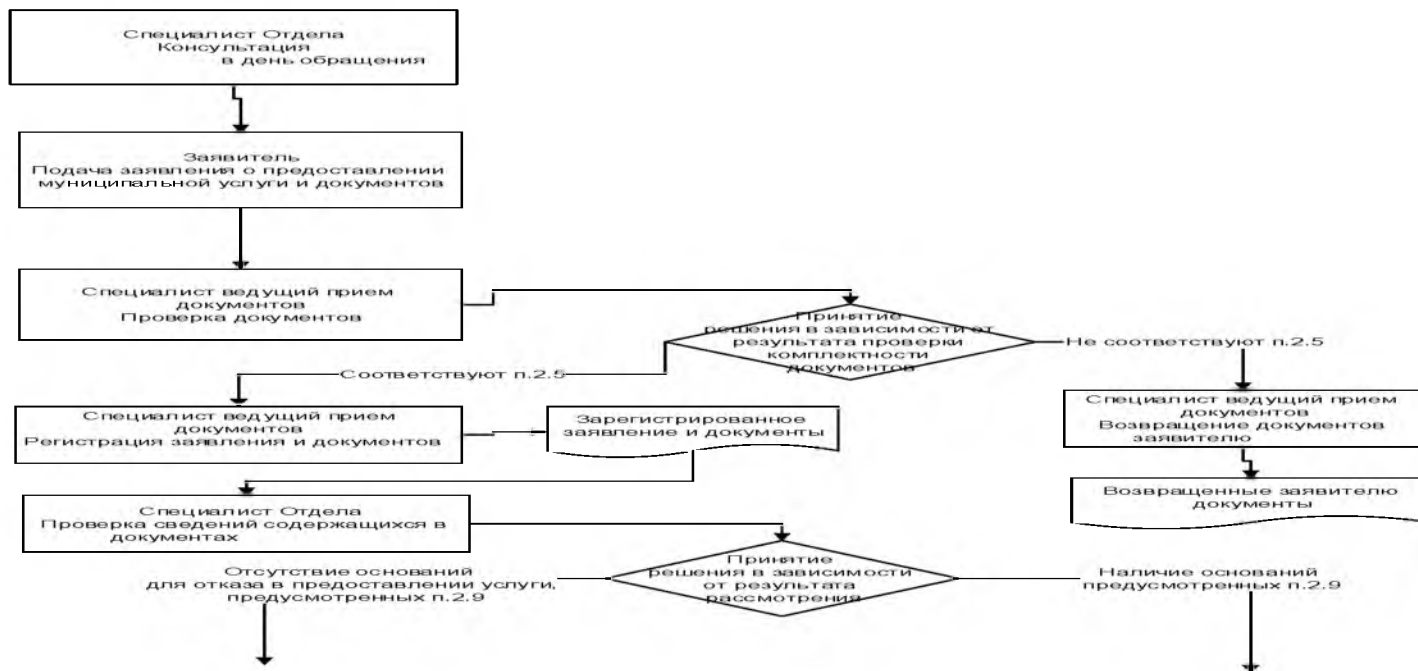 Специалист Отдела
Консультация
в день обращения
Заявитель
Подача заявления о предоставлении
муниципальной услуги и документов
Специалист ведущий прием
документов
Проверка документов
Принятие
решения в зависимости от
результата проверки
комплектности
документов
Не соответствуют п.2.5
Соответствуют п.2.5
Специалист ведущий прием
документов
Регистрация заявления и документов
Зарегистрированное
заявление и документы
Специалист ведущий прием
документов
Возвращение документов
заявителю
Возвращенные заявителю
документы
Специалист Отдела
Проверка сведений содержащихся в
документах
Принятие
решения в зависимости
от результата
рассмотрения
Отсутствие оснований
для отказа в предоставлении услуги,
предусмотренных п.2.9
Наличие оснований
предусмотренных п.2.9